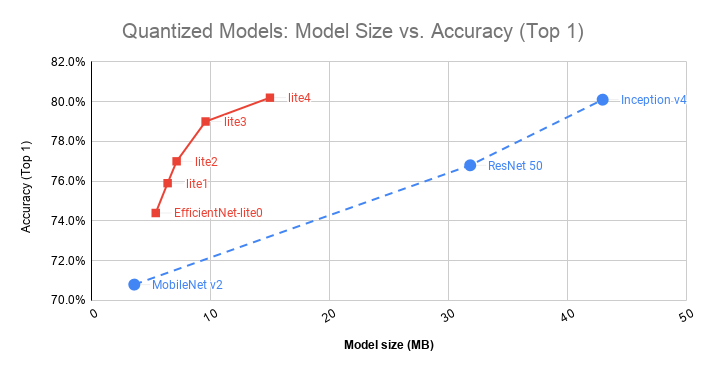 Quantized Models: Model Size vs. Accuracy (Top 1)
Accuracy (Top 1)
82.0%
80.0%
78.0%
76.0%
74.0%
72.0%
70.0%
lite4
Inception v4
lite3
lite2
ResNet 50
lite1
EfficientNet-lite0
MobileNet v2
0
10
20
30
40
50
Model size (MB)